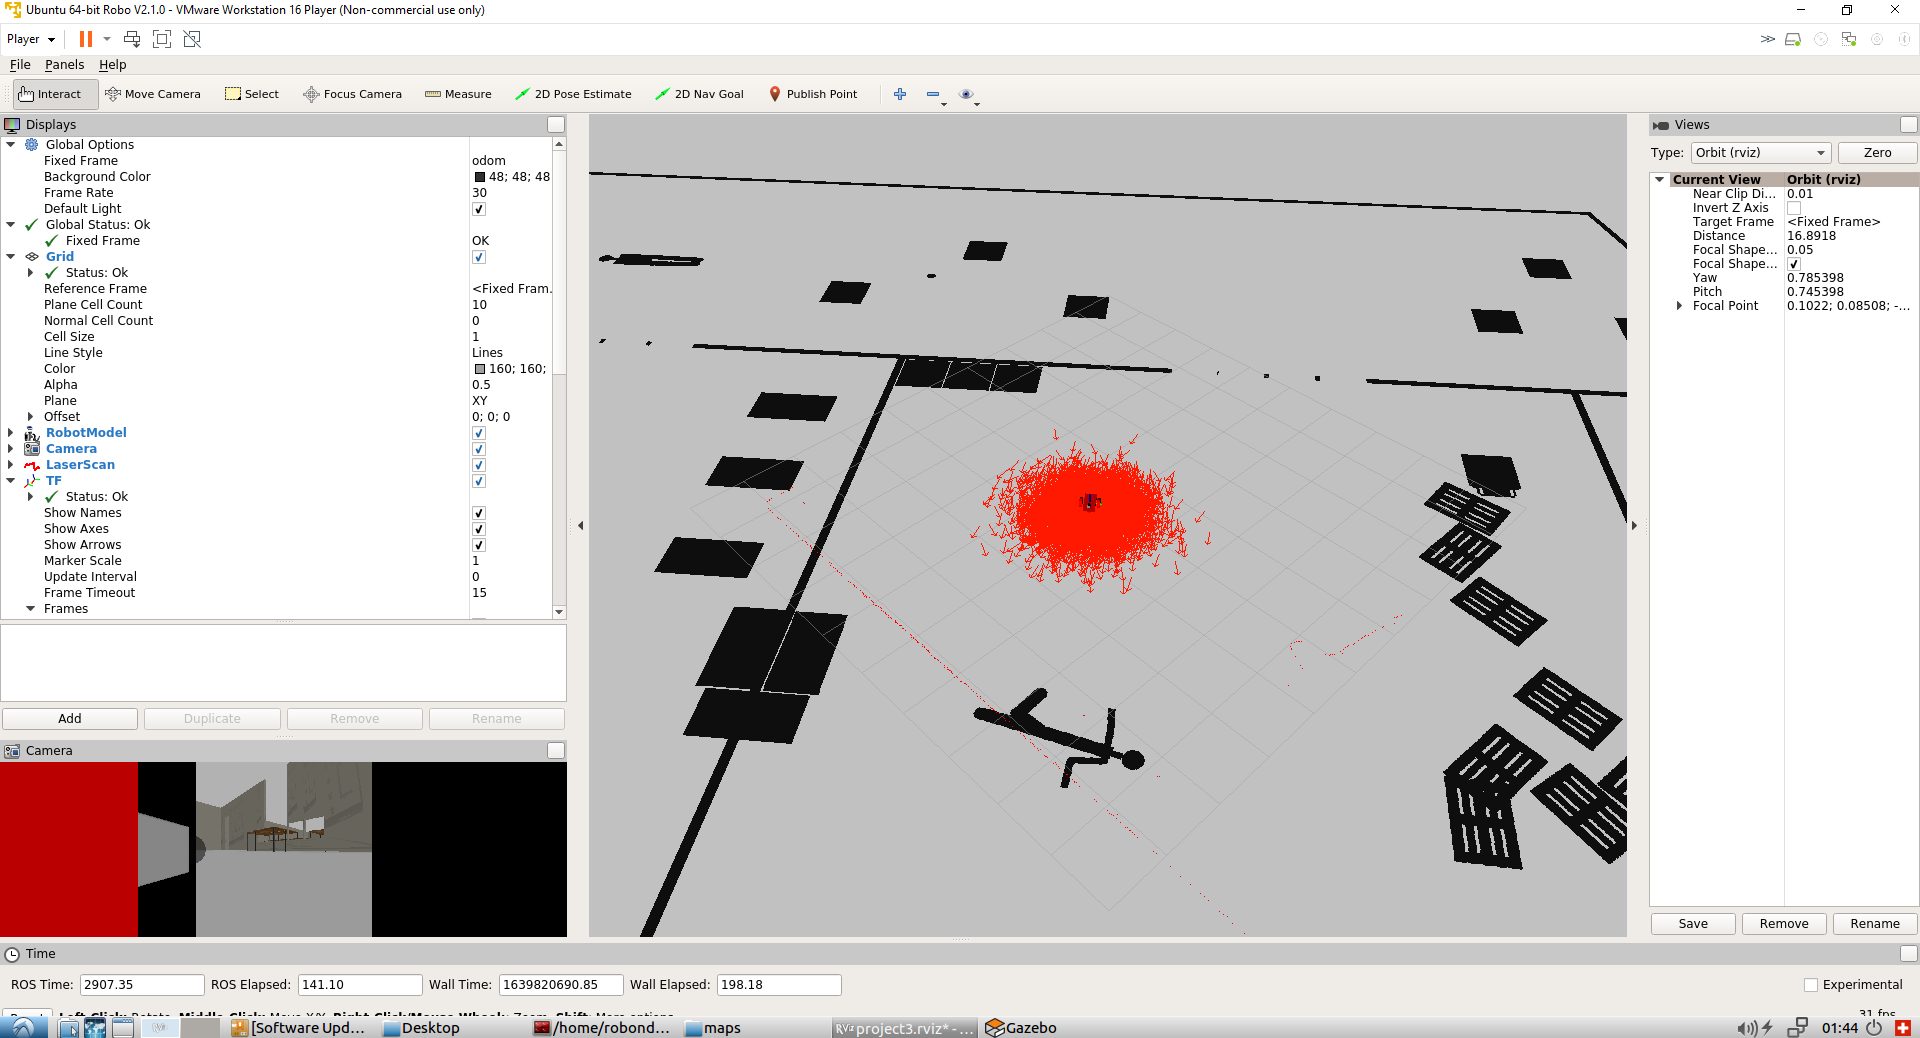 Ubuntu 64-bit Robo V2.1.0 - VMware Workstation 16 Player (Non-commercial use only)
Player
File Panels Help
Interact Move Camera Select Focus Camera Measure 2D Pose Estimate 2D Nav Goal Publish Point
Displays
Global Options
Fixed Frame odom
Background Color 48; 48; 48
Frame Rate 30
Default Light
Global Status: Ok
Fixed Frame OK
Grid
Status: Ok
Reference Frame <Fixed Fram...
Plane Cell Count 10
Normal Cell Count 0
Cell Size 1
Line Style Lines
Color 160; 160;
Alpha 0.5
Plane XY
Offset 0; 0; 0
RobotModel
Camera
LaserScan
TF
Status: Ok
Show Names
Show Axes
Show Arrows
Marker Scale 1
Update Interval 0
Frame Timeout 15
Frames
Add Duplicate Remove Rename
Camera
Views
Type: Orbit (rviz) Zero
Current View Orbit (rviz)
Near Clip Di... 0.01
Invert Z Axis
Target Frame <Fixed Frame>
Distance 16.8918
Focal Shape... 0.05
Focal Shape...
Yaw 0.785398
Pitch 0.745398
Focal Point 0.1022; 0.08508; -...
Save Remove Rename
Time
ROS Time: 2907.35 ROS Elapsed: 141.10 Wall Time: 1639820690.85 Wall Elapsed: 198.18 Experimental
31 fps
[Software Upd... Desktop /home/robond... maps project3.rviz* - ... Gazebo 01:44